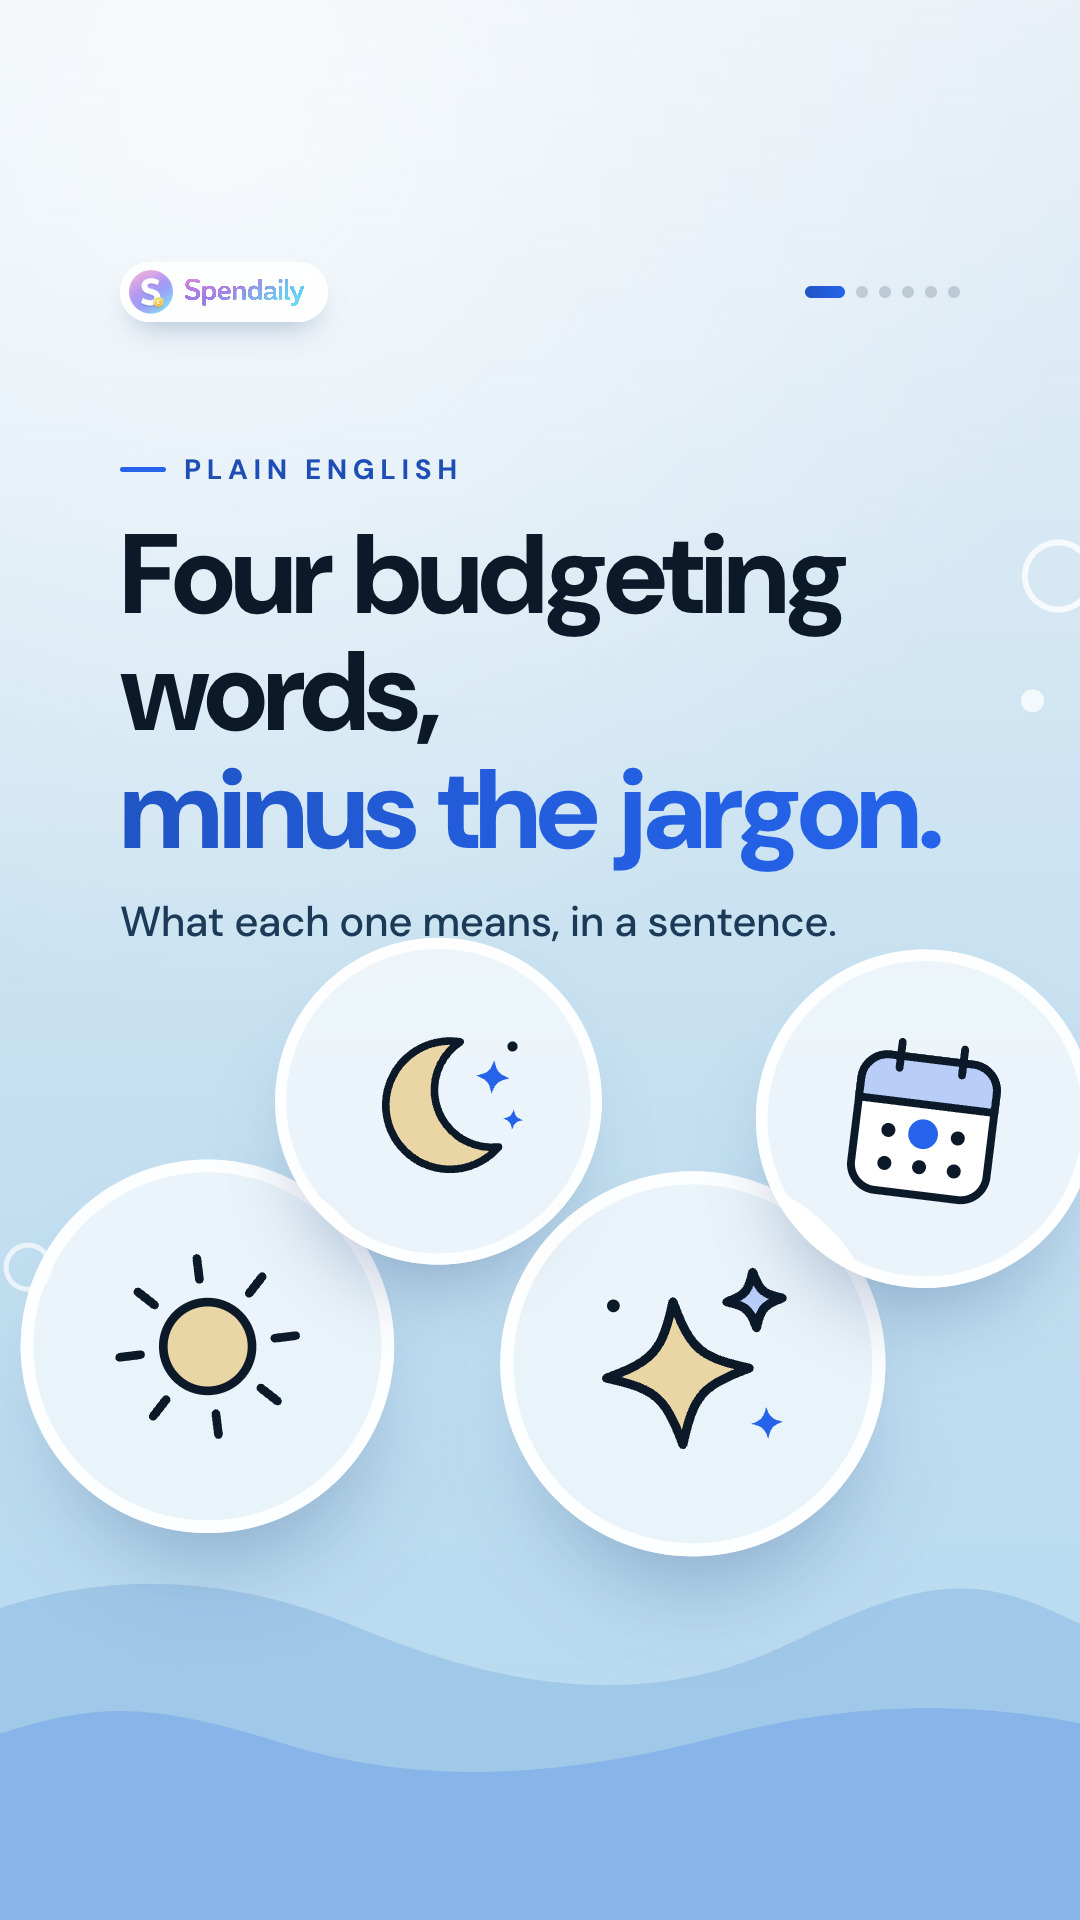 Spendaily
PLAIN ENGLISH
Four budgeting
words,
minus the jargon.
What each one means, in a sentence.